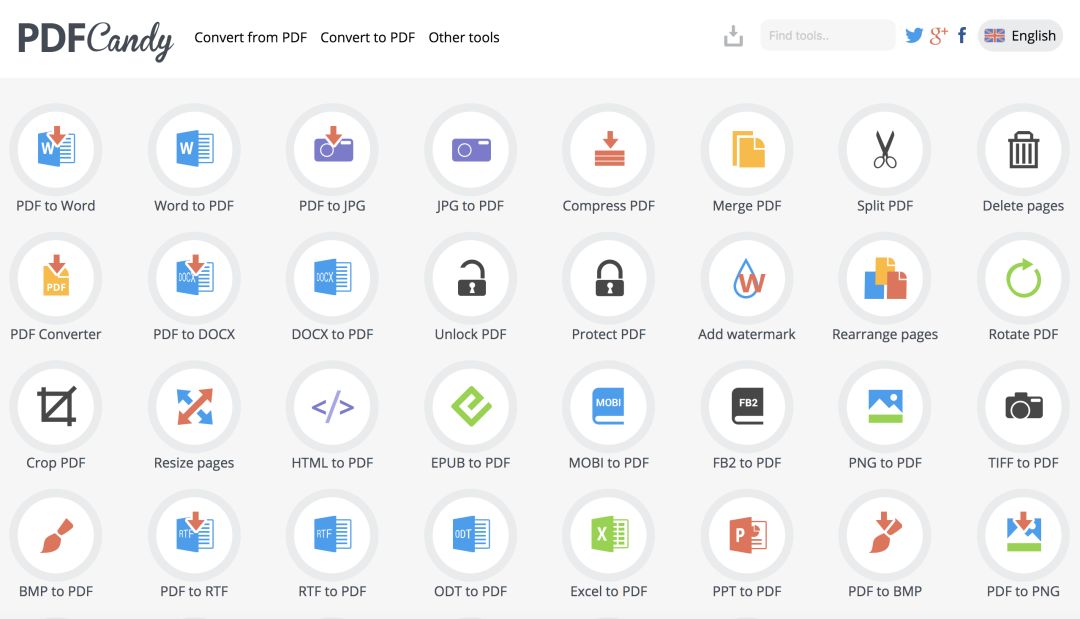 PDFCandy Convert from PDF Convert to PDF Other tools Find tools.. English
W W
PDF to Word Word to PDF PDF to JPG JPG to PDF Compress PDF Merge PDF Split PDF Delete pages
PDF DOCX DOCX W
PDF Converter PDF to DOCX DOCX to PDF Unlock PDF Protect PDF Add watermark Rearrange pages Rotate PDF
</> MOBI FB2
Crop PDF Resize pages HTML to PDF EPUB to PDF MOBI to PDF FB2 to PDF PNG to PDF TIFF to PDF
RTF RTF ODT X P
BMP to PDF PDF to RTF RTF to PDF ODT to PDF Excel to PDF PPT to PDF PDF to BMP PDF to PNG